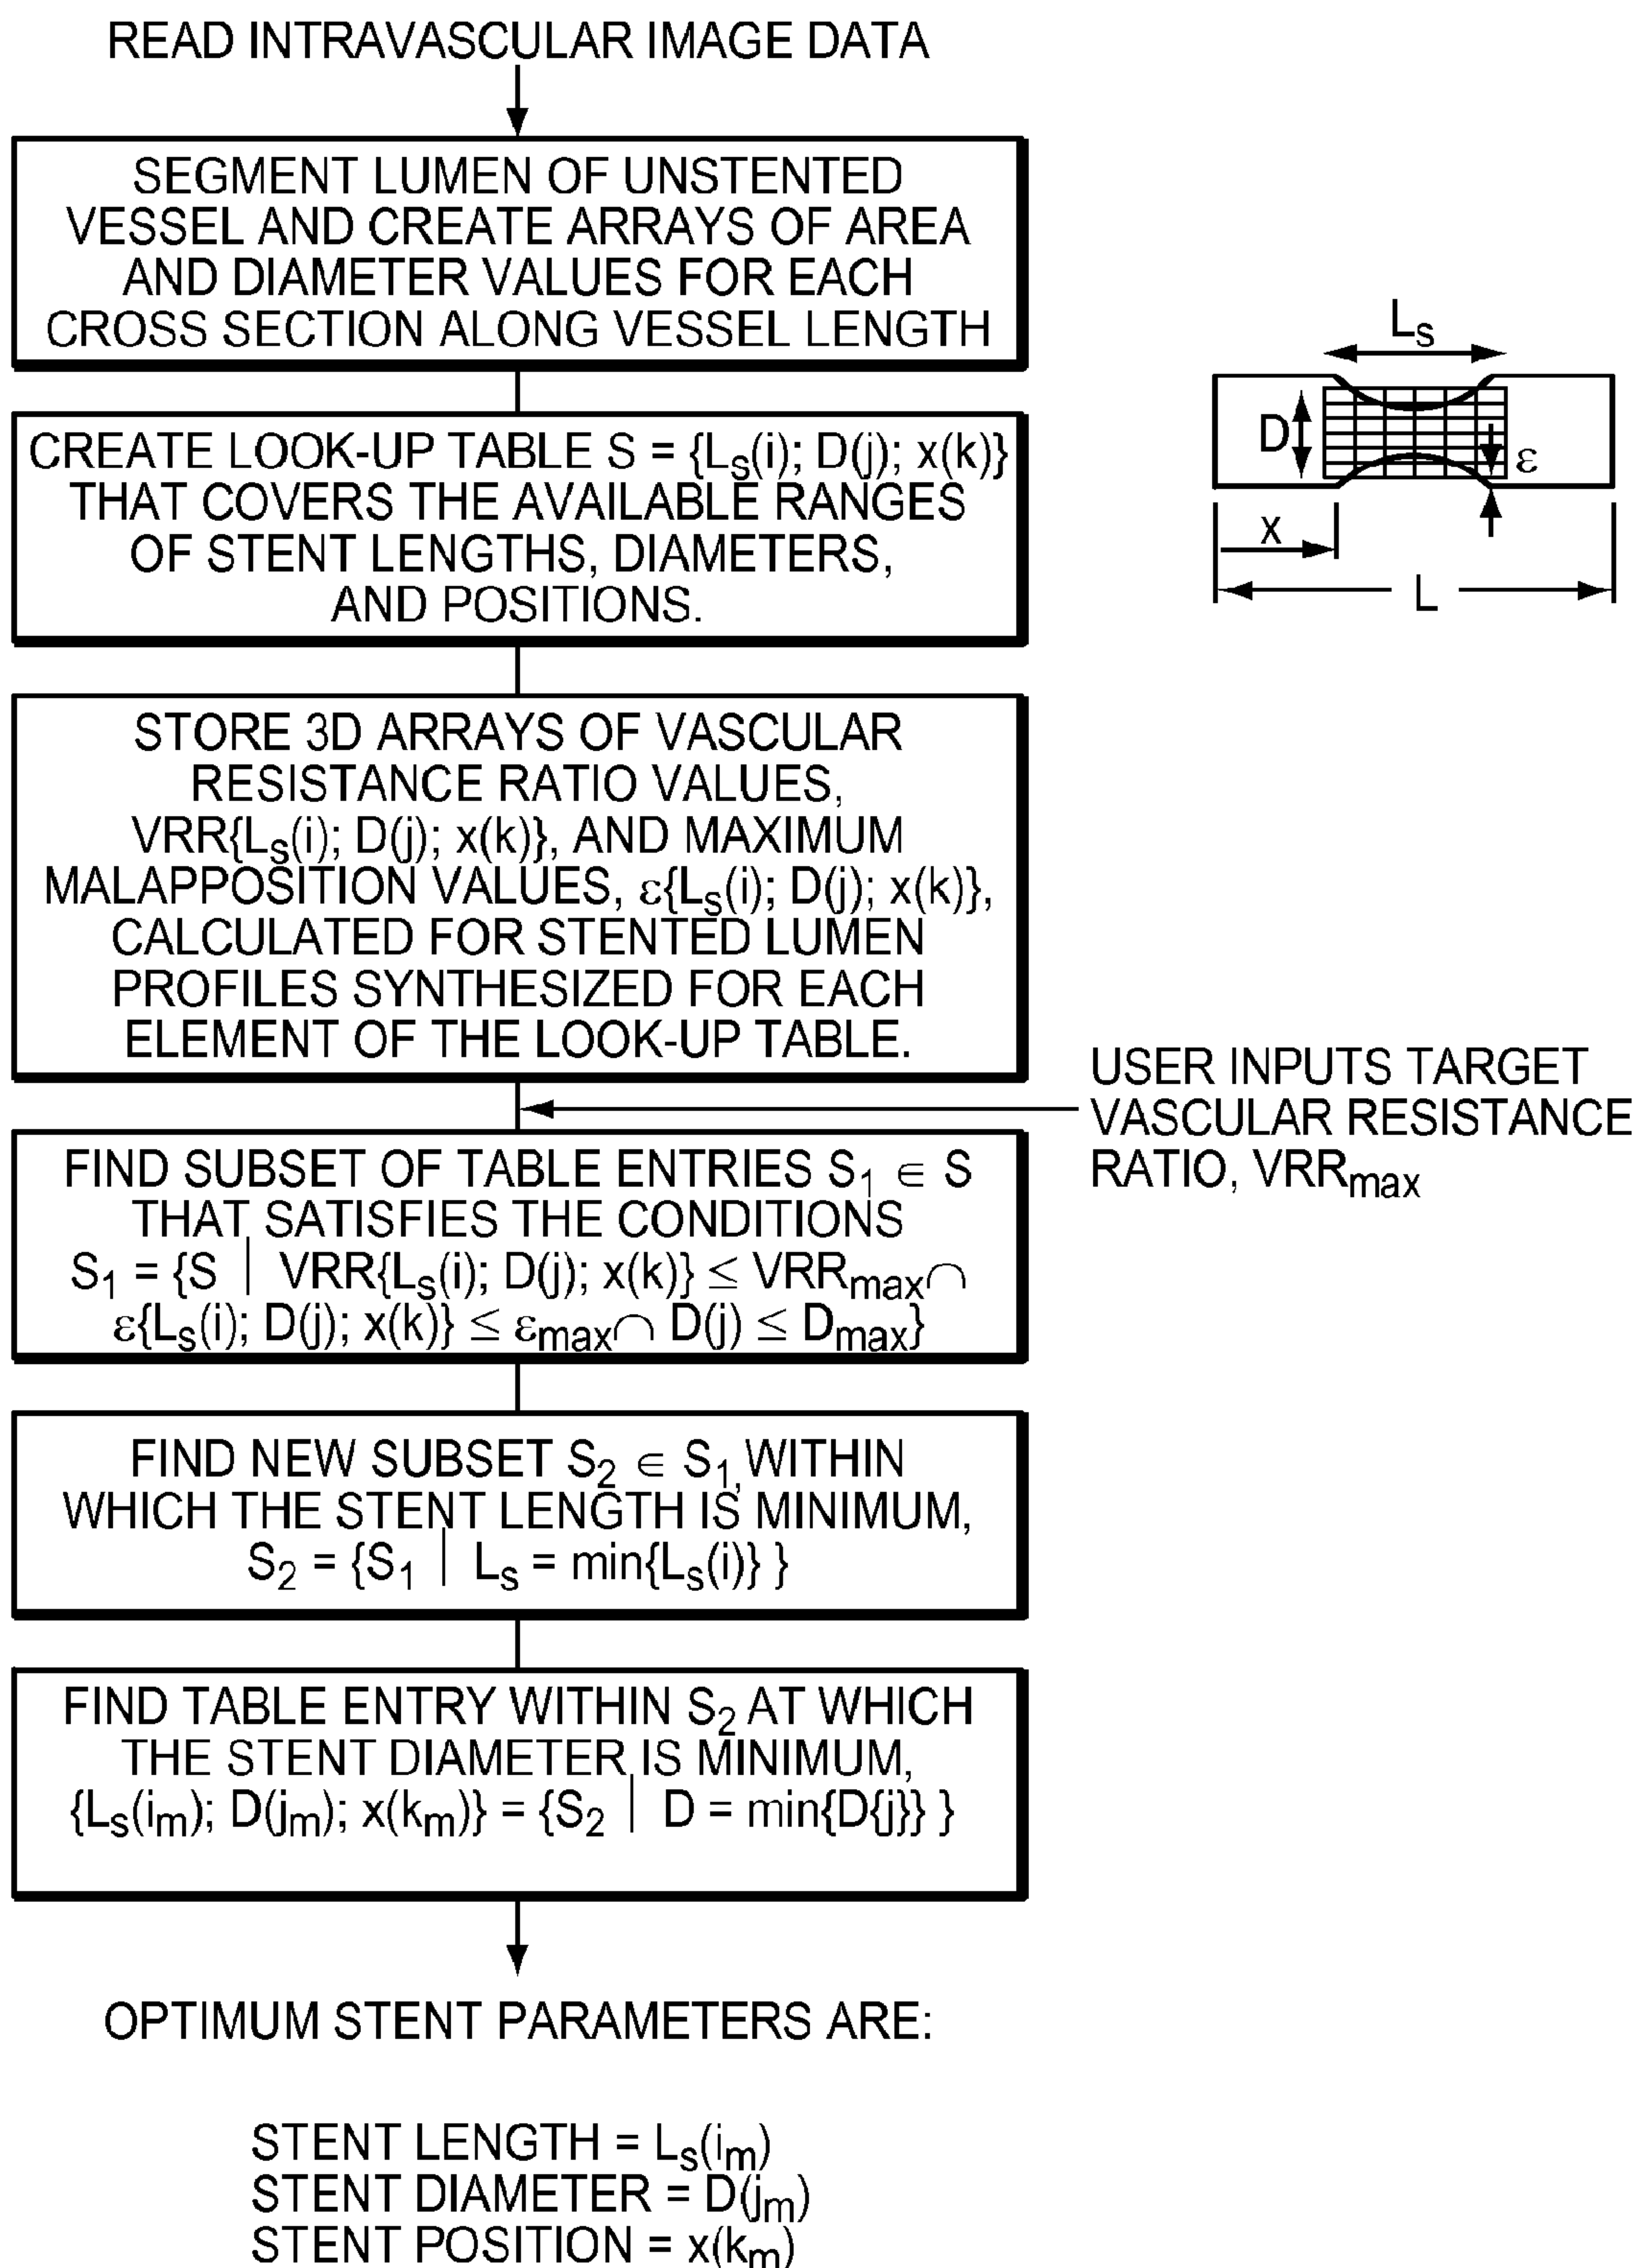 READ INTRAVASCULAR IMAGE DATA
SEGMENT LUMEN OF UNSTENTED
VESSEL AND CREATE ARRAYS OF AREA
AND DIAMETER VALUES FOR EACH
CROSS SECTION ALONG VESSEL LENGTH
Ls
D
ε
x
L
CREATE LOOK-UP TABLE S = {Ls(i); D(j); x(k)}
THAT COVERS THE AVAILABLE RANGES
OF STENT LENGTHS, DIAMETERS,
AND POSITIONS.
STORE 3D ARRAYS OF VASCULAR
RESISTANCE RATIO VALUES,
VRR{Ls(i); D(j); x(k)}, AND MAXIMUM
MALAPPOSITION VALUES, ε{Ls(i); D(j); x(k)},
CALCULATED FOR STENTED LUMEN
PROFILES SYNTHESIZED FOR EACH
ELEMENT OF THE LOOK-UP TABLE.
USER INPUTS TARGET
VASCULAR RESISTANCE
RATIO, VRRmax
FIND SUBSET OF TABLE ENTRIES S1 ∈ S
THAT SATISFIES THE CONDITIONS
S1 = {S | VRR{Ls(i); D(j); x(k)} ≤ VRRmax∩
ε{Ls(i); D(j); x(k)} ≤ εmax∩ D(j) ≤ Dmax}
FIND NEW SUBSET S2 ∈ S1, WITHIN
WHICH THE STENT LENGTH IS MINIMUM,
S2 = {S1 | Ls = min{Ls(i)} }
FIND TABLE ENTRY WITHIN S2 AT WHICH
THE STENT DIAMETER IS MINIMUM,
{Ls(im); D(jm); x(km)} = {S2 | D = min{D{j}} }
OPTIMUM STENT PARAMETERS ARE:
STENT LENGTH = Ls(im)
STENT DIAMETER = D(jm)
STENT POSITION = x(km)